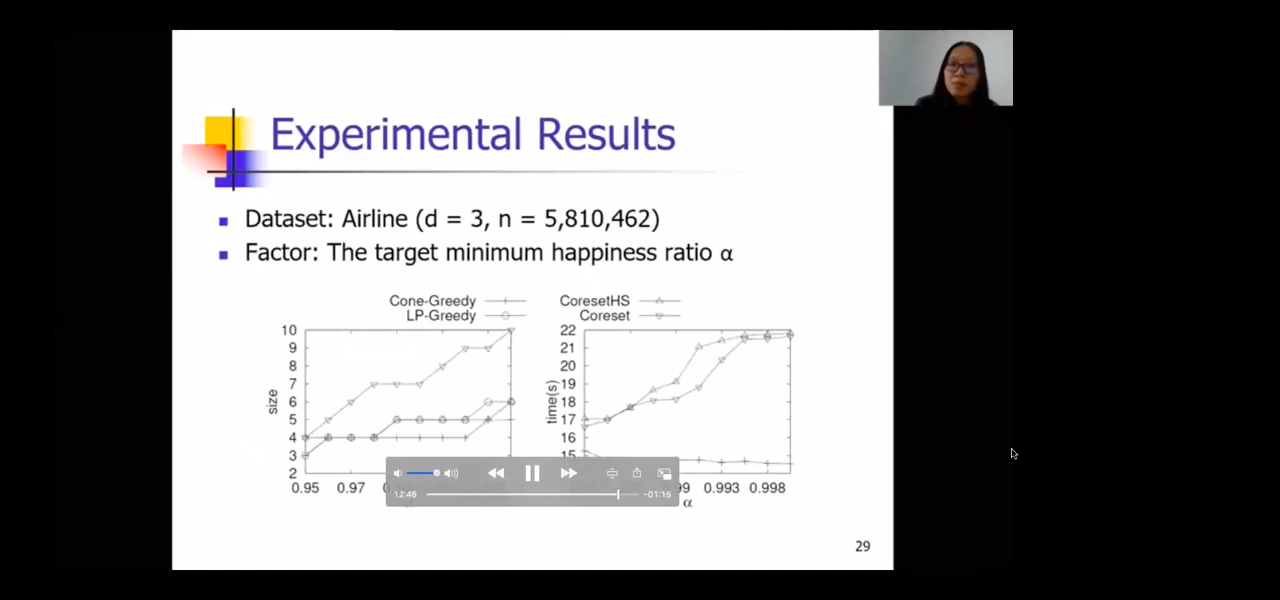 Experimental Results
Dataset: Airline (d = 3, n = 5,810,462)
Factor: The target minimum happiness ratio α
Cone-Greedy
LP-Greedy
CoresetHS
Coreset
10
9
8
7
6
5
4
3
2
size
0.95 0.97
22
21
20
19
18
17
16
15
time(s)
0.993 0.998
α
12:46
-01:15
29